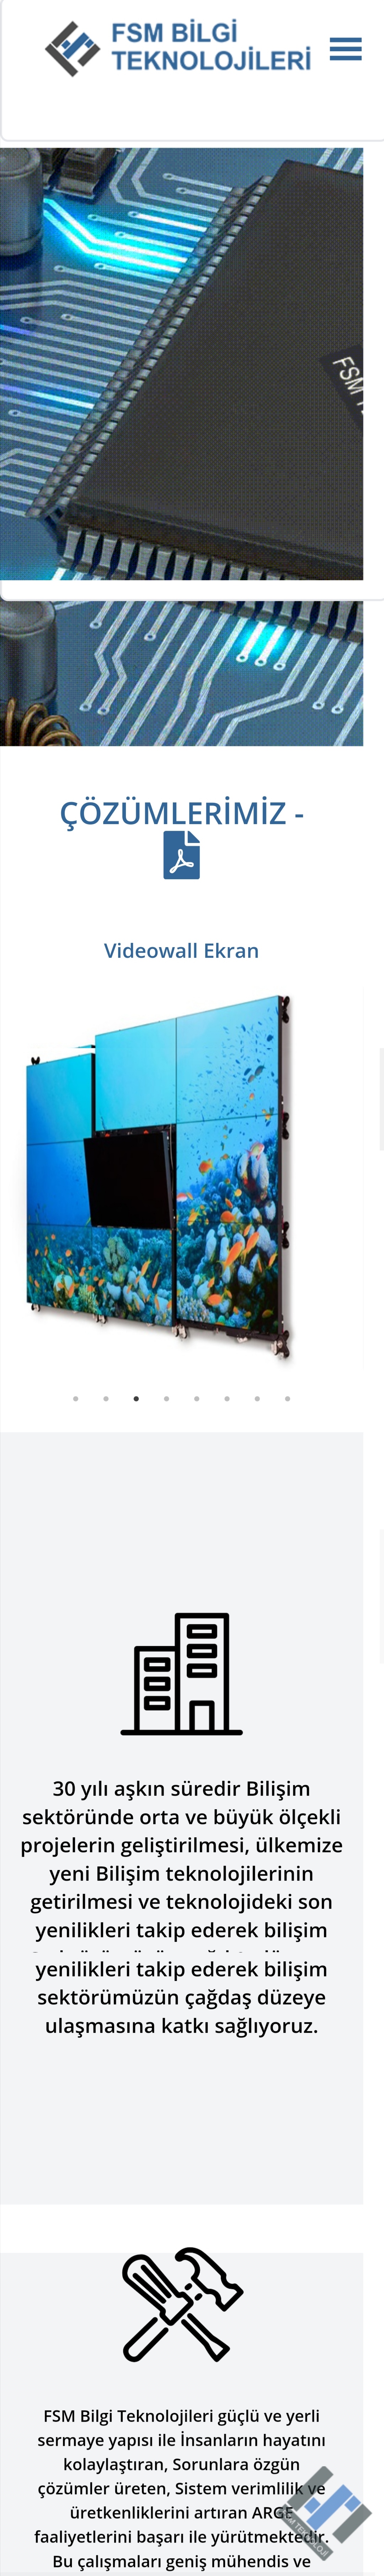 FSM BİLGİ
TEKNOLOJİLERİ
FSM
ÇÖZÜMLERİMİZ -
Videowall Ekran
30 yılı aşkın süredir Bilişim
sektöründe orta ve büyük ölçekli
projelerin geliştirilmesi, ülkemize
yeni Bilişim teknolojilerinin
getirilmesi ve teknolojideki son
yenilikleri takip ederek bilişim
yenilikleri takip ederek bilişim
sektörümüzün çağdaş düzeye
ulaşmasına katkı sağlıyoruz.
FSM Bilgi Teknolojileri güçlü ve yerli
sermaye yapısı ile İnsanların hayatını
kolaylaştıran, Sorunlara özgün
çözümler üreten, Sistem verimlilik ve
üretkenliklerini artıran ARGE
faaliyetlerini başarı ile yürütmektedir.
Bu çalışmaları geniş mühendis ve